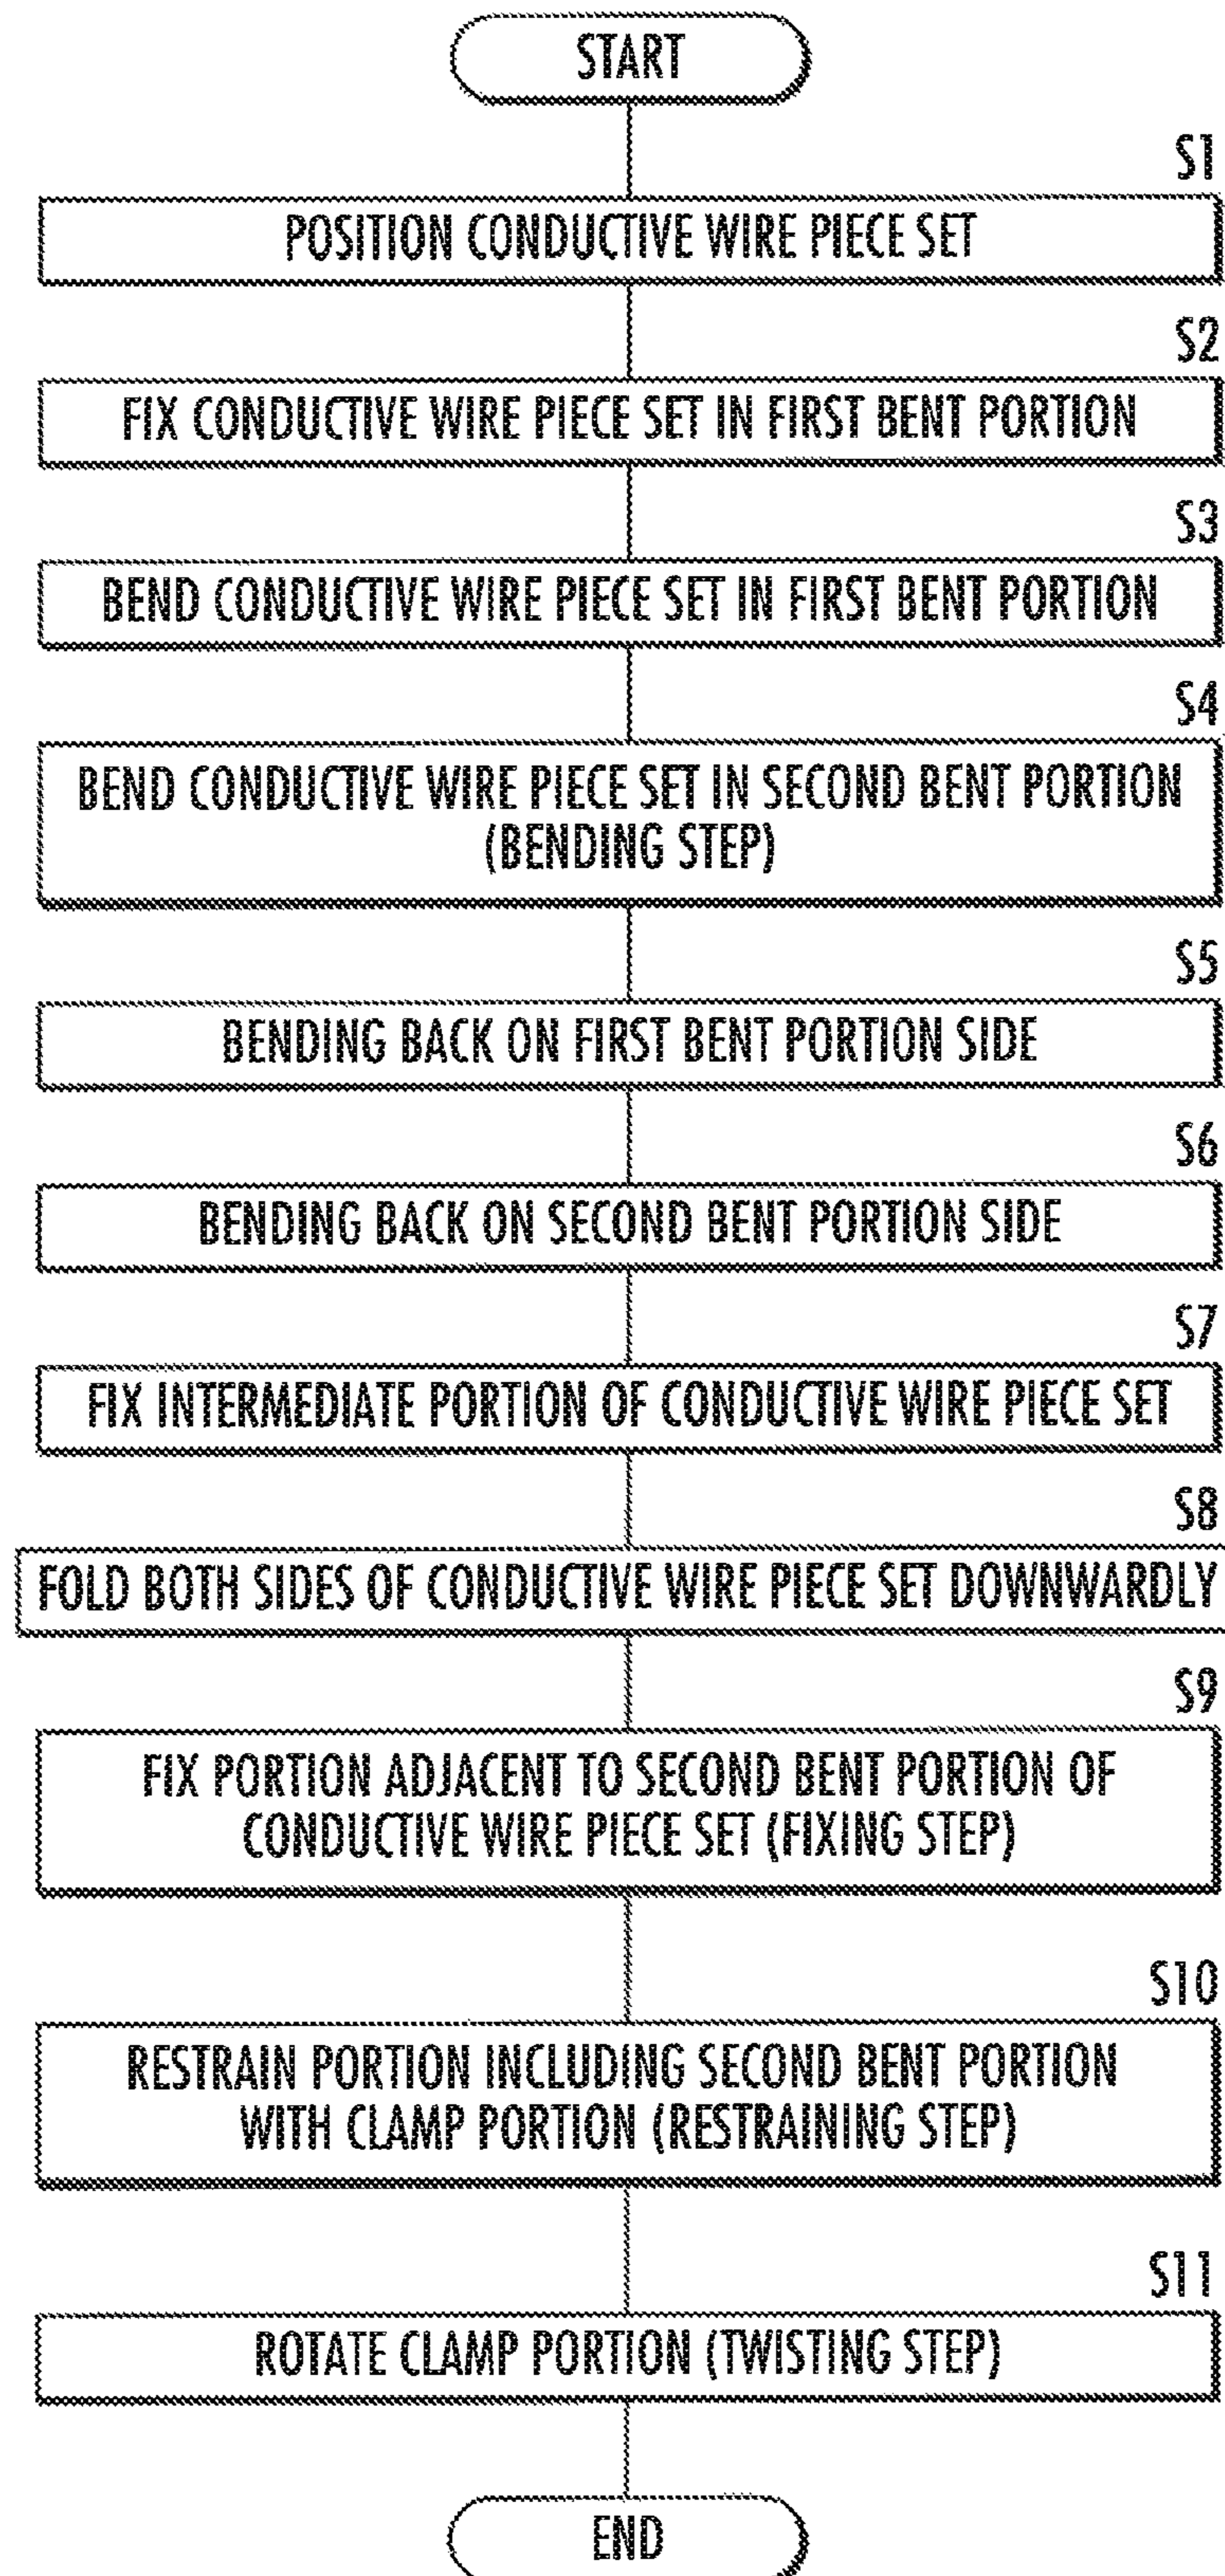 START
S1
POSITION CONDUCTIVE WIRE PIECE SET
S2
FIX CONDUCTIVE WIRE PIECE SET IN FIRST BENT PORTION
S3
BEND CONDUCTIVE WIRE PIECE SET IN FIRST BENT PORTION
S4
BEND CONDUCTIVE WIRE PIECE SET IN SECOND BENT PORTION
(BENDING STEP)
S5
BENDING BACK ON FIRST BENT PORTION SIDE
S6
BENDING BACK ON SECOND BENT PORTION SIDE
S7
FIX INTERMEDIATE PORTION OF CONDUCTIVE WIRE PIECE SET
S8
FOLD BOTH SIDES OF CONDUCTIVE WIRE PIECE SET DOWNWARDLY
S9
FIX PORTION ADJACENT TO SECOND BENT PORTION OF
CONDUCTIVE WIRE PIECE SET (FIXING STEP)
S10
RESTRAIN PORTION INCLUDING SECOND BENT PORTION
WITH CLAMP PORTION (RESTRAINING STEP)
S11
ROTATE CLAMP PORTION (TWISTING STEP)
END